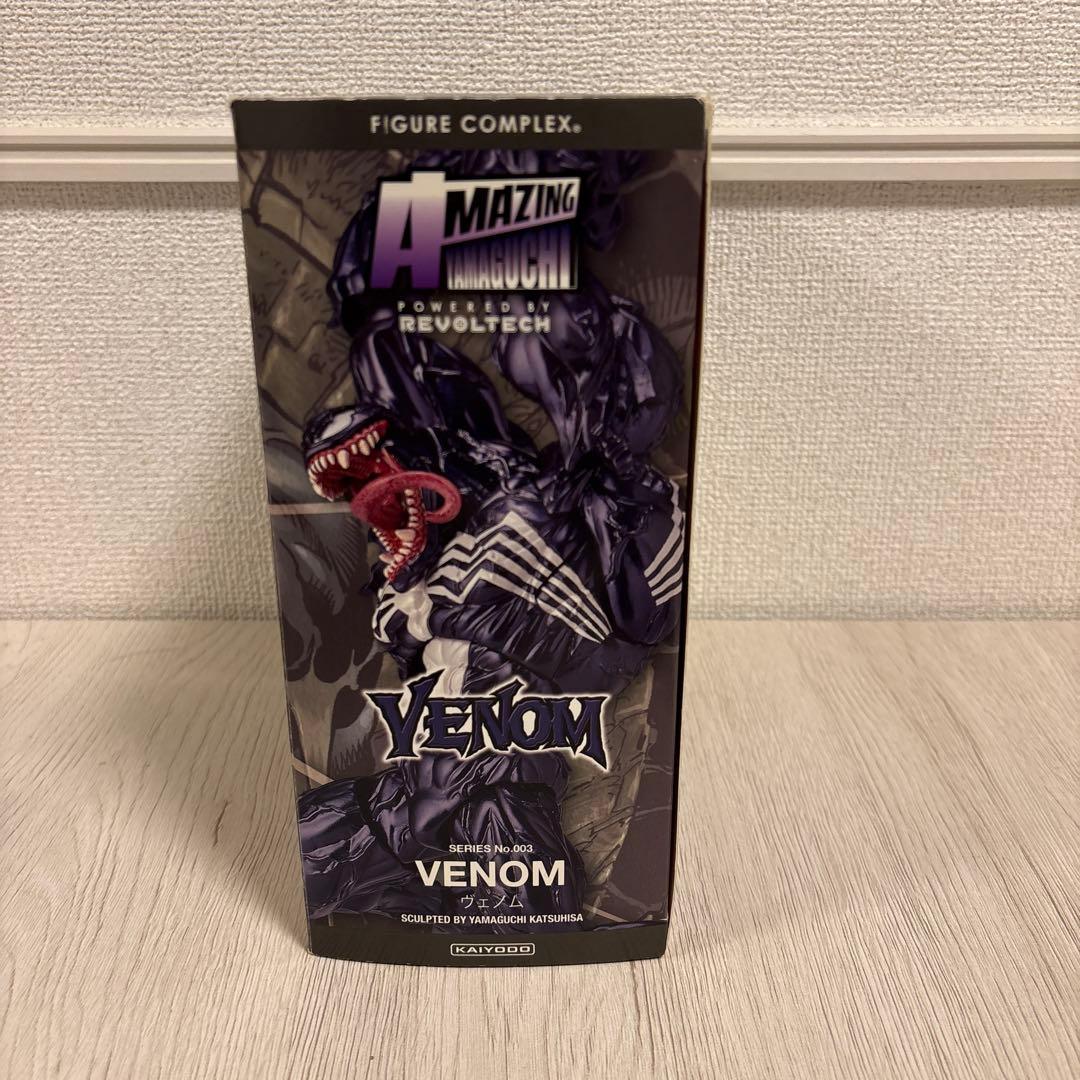 FIGURE COMPLEX®
AMAZING
YAMAGUCHI
POWERED BY
REVOLTECH
VENOM
SERIES No.003
VENOM
ヴェノム
SCULPTED BY YAMAGUCHI KATSUHISA
KAIYODO